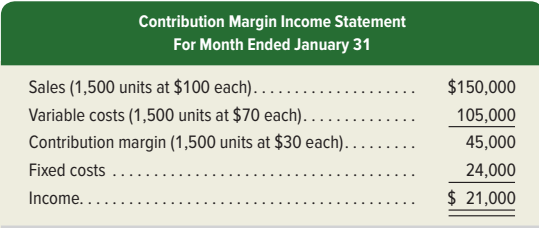 Contribution Margin Income Statement
For Month Ended January 31
Sales (1,500 units at $100 each). . . . . . . . . . . . . . . . . . . $150,000
Variable costs (1,500 units at $70 each). . . . . . . . . . . . . . 105,000
Contribution margin (1,500 units at $30 each). . . . . . . . . 45,000
Fixed costs . . . . . . . . . . . . . . . . . . . . . . . . . . . . . . . . . . . 24,000
Income. . . . . . . . . . . . . . . . . . . . . . . . . . . . . . . . . . . . . . . $ 21,000